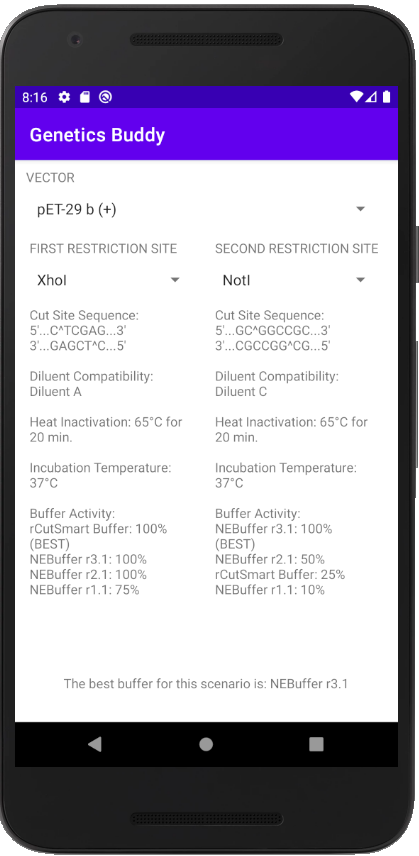 8:16
Genetics Buddy
VECTOR
pET-29 b (+)
FIRST RESTRICTION SITE
SECOND RESTRICTION SITE
XhoI
NotI
Cut Site Sequence:
5'...C^TCGAG...3'
3'...GAGCT^C...5'
Diluent Compatibility:
Diluent A
Heat Inactivation: 65°C for
20 min.
Incubation Temperature:
37°C
Buffer Activity:
rCutSmart Buffer: 100%
(BEST)
NEBuffer r3.1: 100%
NEBuffer r2.1: 100%
NEBuffer r1.1: 75%
Cut Site Sequence:
5'...GC^GGCCGC...3'
3'...CGCCGG^CG...5'
Diluent Compatibility:
Diluent C
Heat Inactivation: 65°C for
20 min.
Incubation Temperature:
37°C
Buffer Activity:
NEBuffer r3.1: 100%
(BEST)
NEBuffer r2.1: 50%
rCutSmart Buffer: 25%
NEBuffer r1.1: 10%
The best buffer for this scenario is: NEBuffer r3.1